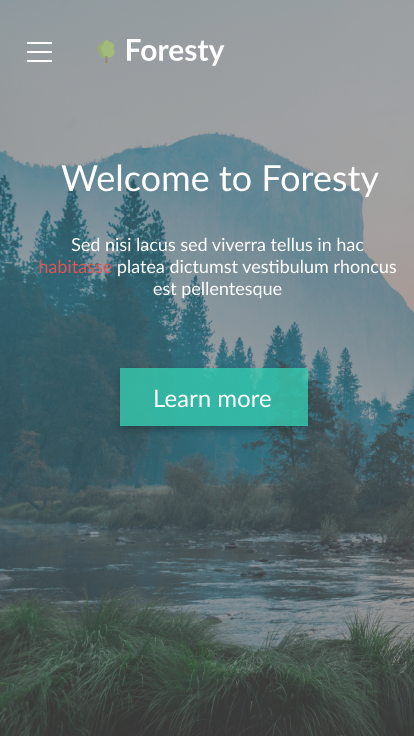 Foresty
Welcome to Foresty
Sed nisi lacus sed viverra tellus in hac
habitasse platea dictumst vestibulum rhoncus
est pellentesque
Learn more